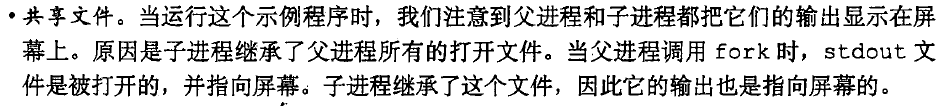 • 共享文件。当运行这个示例程序时，我们注意到父进程和子进程都把它们的输出显示在屏
幕上。原因是子进程继承了父进程所有的打开文件。当父进程调用 fork 时，stdout 文
件是被打开的，并指向屏幕。子进程继承了这个文件，因此它的输出也是指向屏幕的。